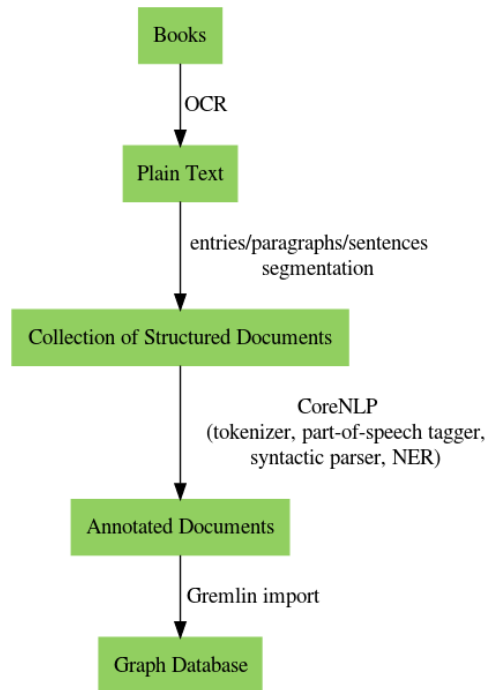 Books
OCR
Plain Text
entries/paragraphs/sentences
segmentation
Collection of Structured Documents
CoreNLP
(tokenizer, part-of-speech tagger,
syntactic parser, NER)
Annotated Documents
Gremlin import
Graph Database